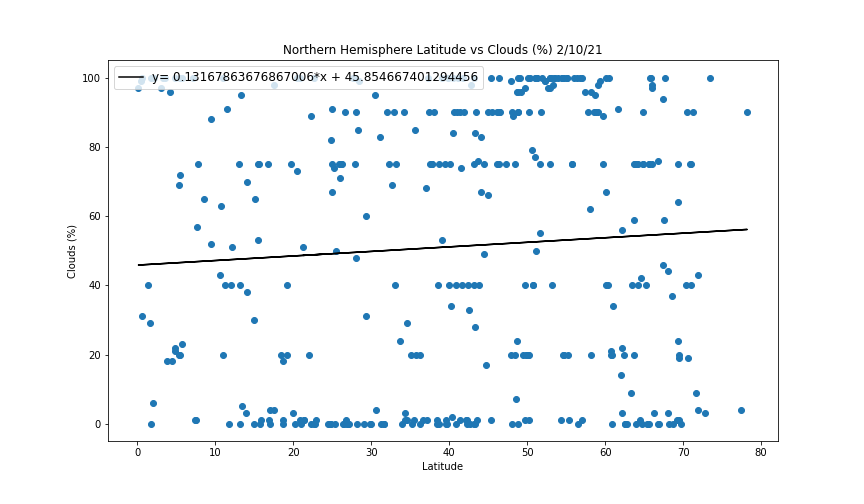 Northern Hemisphere Latitude vs Clouds (%) 2/10/21
y= 0.13167863676867006*x + 45.854667401294456
100
80
60
40
20
0
Clouds (%)
0 10 20 30 40 50 60 70 80
Latitude